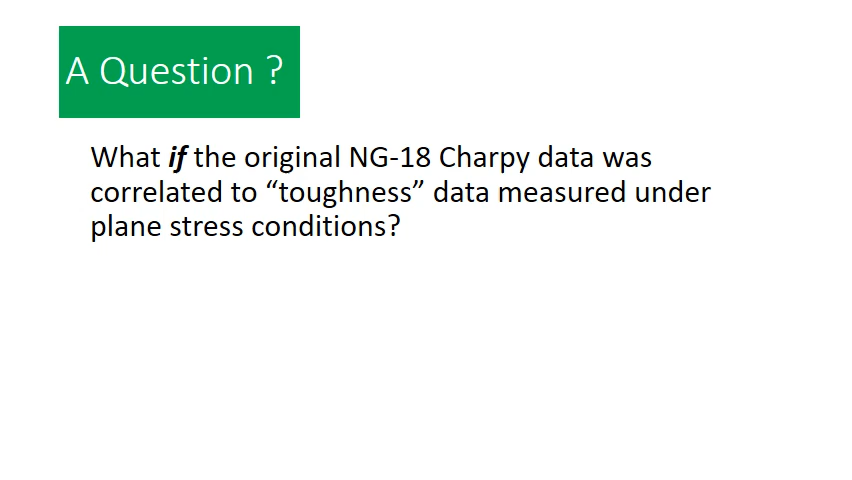 A Question ?
What if the original NG-18 Charpy data was
correlated to “toughness” data measured under
plane stress conditions?